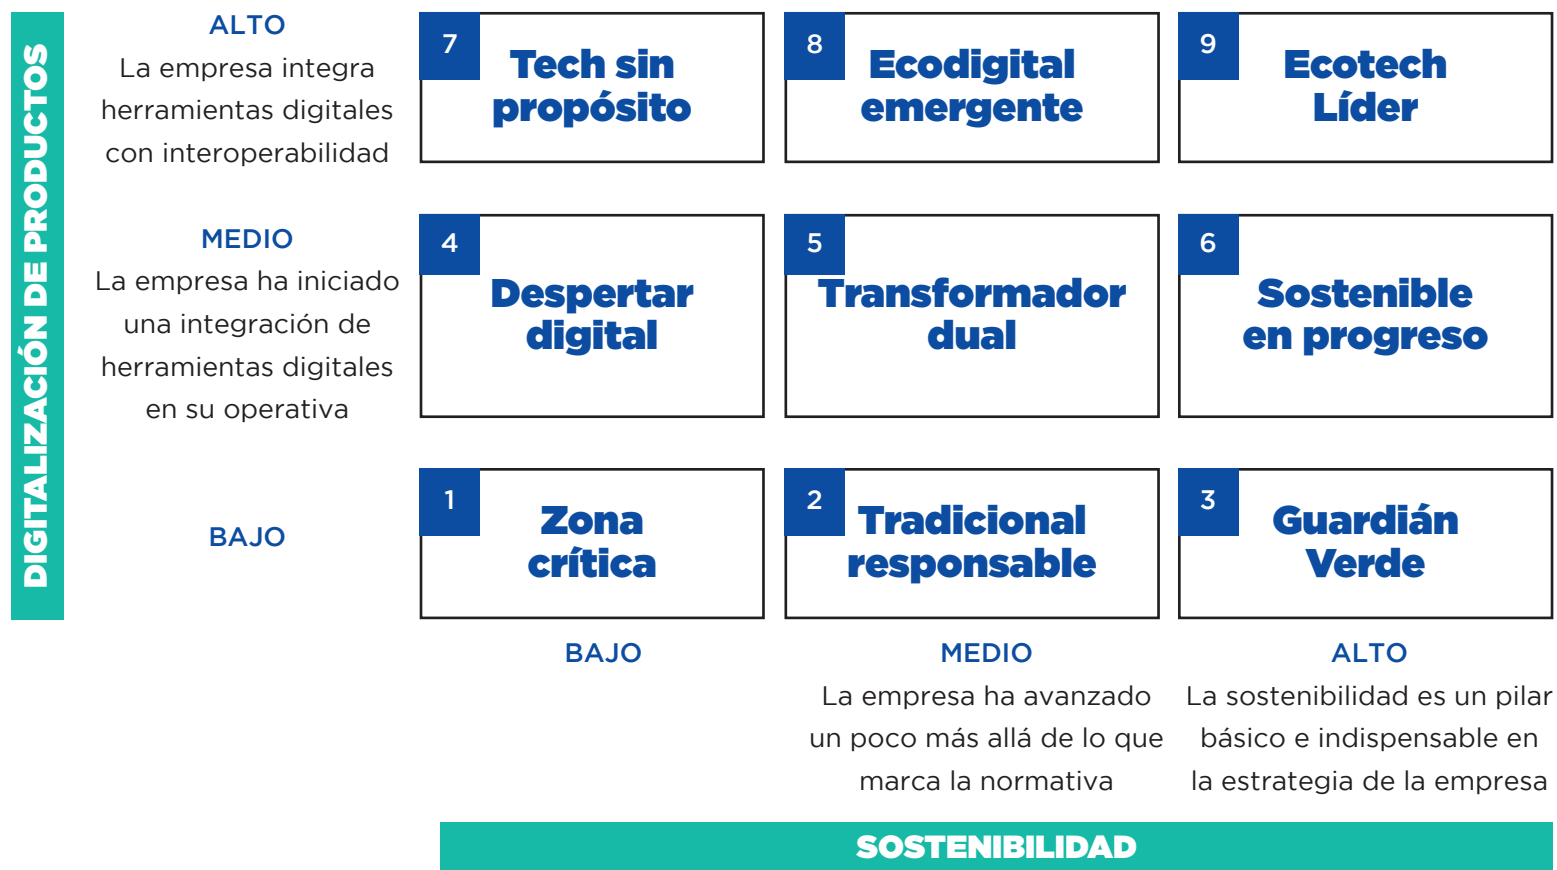 DIGITALIZACIÓN DE PRODUCTOS
ALTO
La empresa integra
herramientas digitales
con interoperabilidad
7
Tech sin
propósito
8
Ecodigital
emergente
9
Ecotech
Líder
MEDIO
La empresa ha iniciado
una integración de
herramientas digitales
en su operativa
4
Despertar
digital
5
Transformador
dual
6
Sostenible
en progreso
BAJO
1
Zona
crítica
2
Tradicional
responsable
3
Guardián
Verde
BAJO
MEDIO
La empresa ha avanzado
un poco más allá de lo que
marca la normativa
ALTO
La sostenibilidad es un pilar
básico e indispensable en
la estrategia de la empresa
SOSTENIBILIDAD